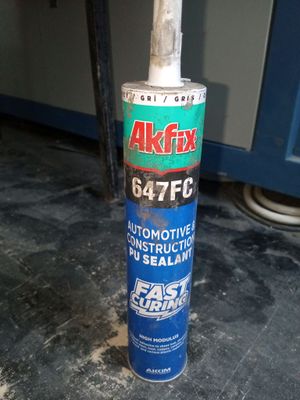 / GRİ / GRIS /
Akfix
647FC
AUTOMOTIVE &
CONSTRUCTION
PU SEALANT
FAST
CURING
HIGH MODULUS
AKKIM